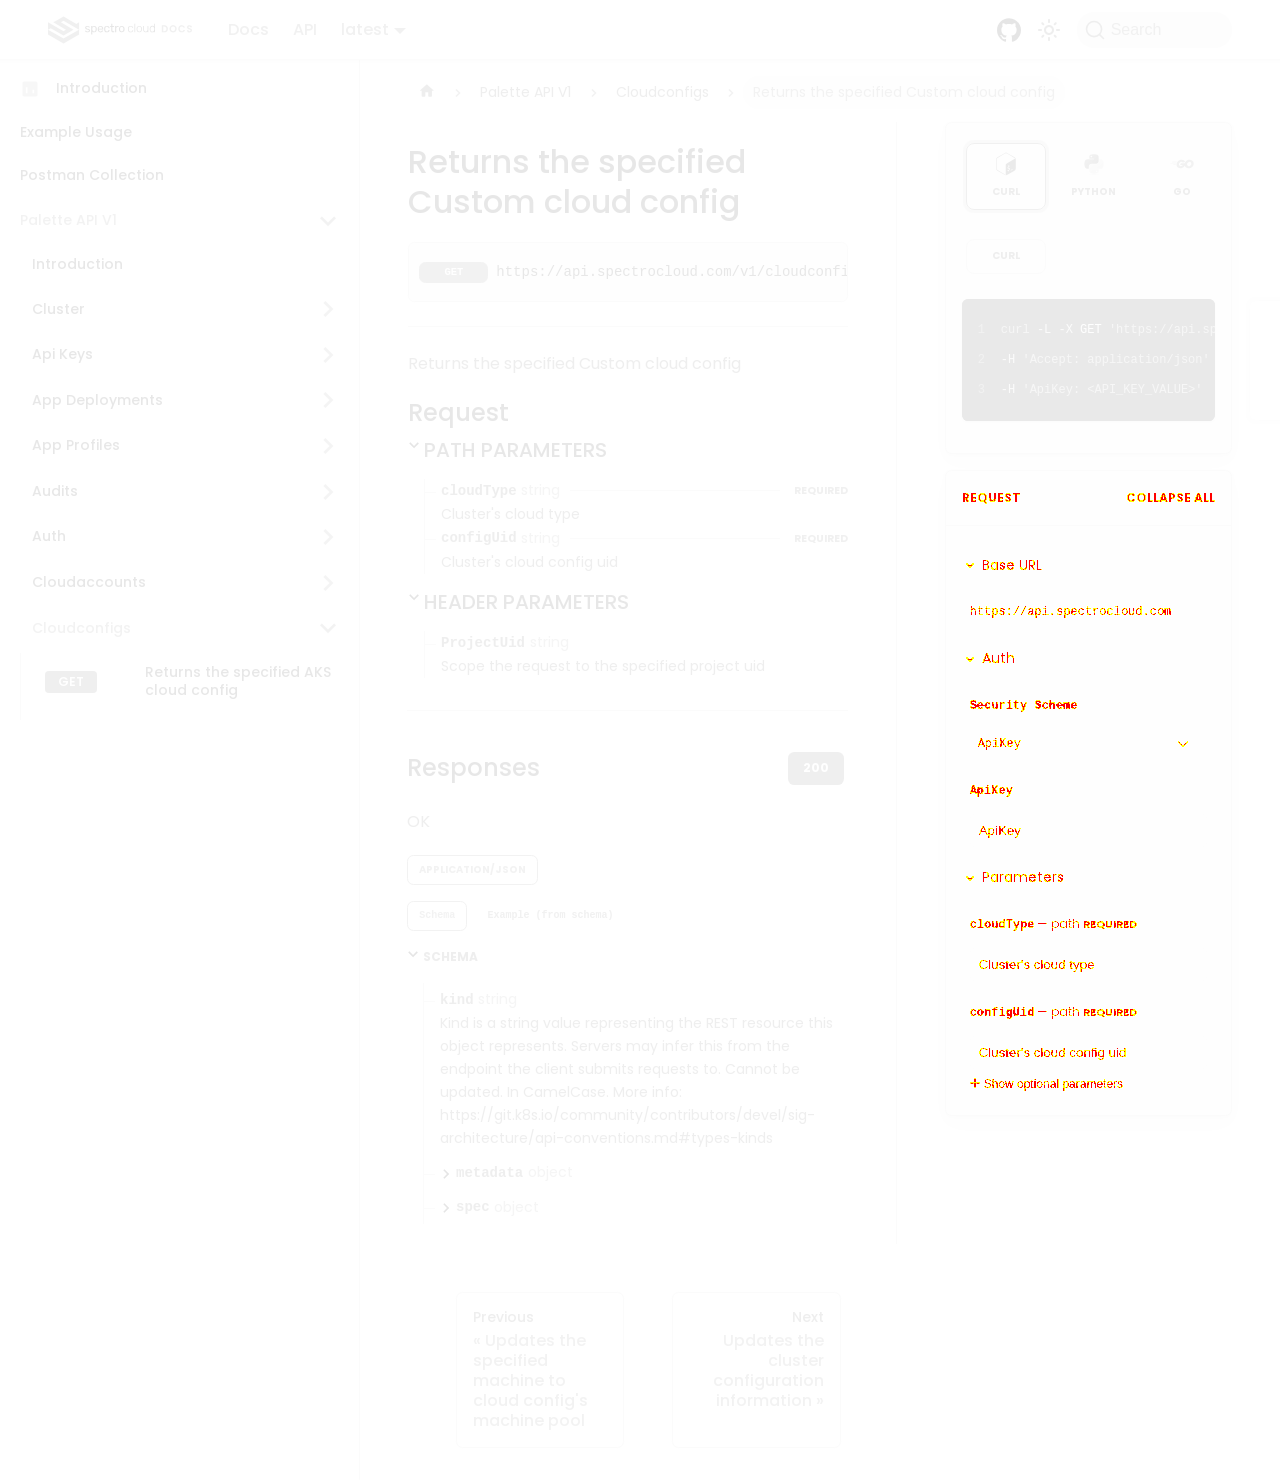 spectro cloud DOCS
Docs
API
latest
Search
Introduction
Example Usage
Postman Collection
Palette API V1
Introduction
Cluster
Api Keys
App Deployments
App Profiles
Audits
Auth
Cloudaccounts
Cloudconfigs
GET
Returns the specified AKS
cloud config
Palette API V1
Cloudconfigs
Returns the specified Custom cloud config
Returns the specified
Custom cloud config
GET https://api.spectrocloud.com/v1/cloudconfi
Returns the specified Custom cloud config
Request
PATH PARAMETERS
cloudType string REQUIRED
Cluster's cloud type
configUid string REQUIRED
Cluster's cloud config uid
HEADER PARAMETERS
ProjectUid string
Scope the request to the specified project uid
Responses
200
OK
APPLICATION/JSON
Schema Example (from schema)
SCHEMA
kind string
Kind is a string value representing the REST resource this
object represents. Servers may infer this from the
endpoint the client submits requests to. Cannot be
updated. In CamelCase. More info:
https://git.k8s.io/community/contributors/devel/sig-
architecture/api-conventions.md#types-kinds
metadata object
spec object
Previous
« Updates the
specified
machine to
cloud config's
machine pool
Next
Updates the
cluster
configuration
information »
CURL
PYTHON
GO
CURL
1 curl -L -X GET 'https://api.sp
2 -H 'Accept: application/json'
3 -H 'ApiKey: <API_KEY_VALUE>'
REQUEST COLLAPSE ALL
Base URL
https://api.spectrocloud.com
Auth
Security Scheme
ApiKey
ApiKey
ApiKey
Parameters
cloudType — path REQUIRED
Cluster's cloud type
configUid — path REQUIRED
Cluster's cloud config uid
Show optional parameters